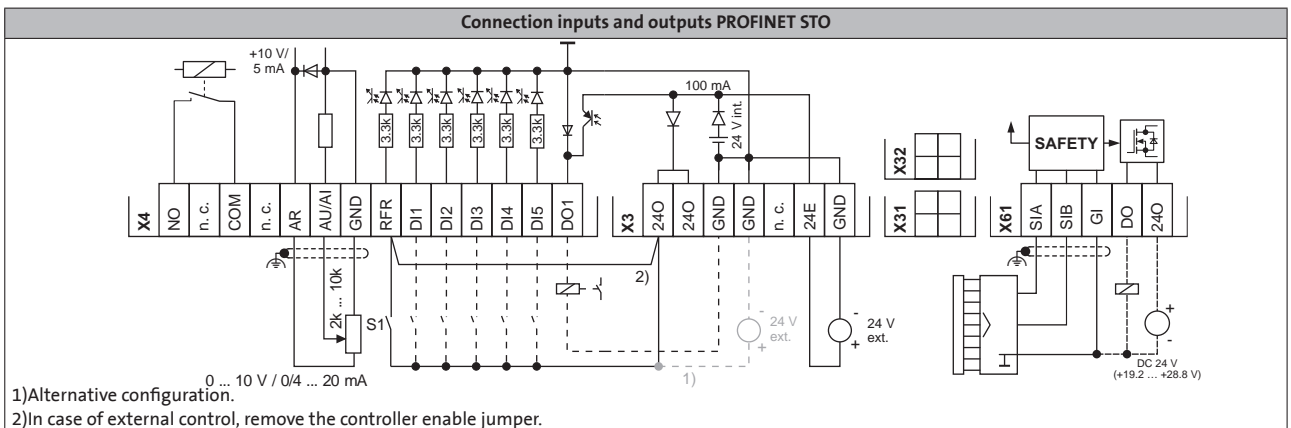 Connection inputs and outputs PROFINET STO
+10 V/
5 mA
100 mA
24 V int.
3.3k
3.3k
3.3k
3.3k
3.3k
3.3k
X32
X31
SAFETY
X4
NO
n. c.
COM
n. c.
AR
AU/AI
GND
RFR
DI1
DI2
DI3
DI4
DI5
DO1
X3
24O
24O
GND
GND
n. c.
24E
GND
X61
SIA
SIB
GI
DO
24O
2)
2k ... 10k
S1
-
24 V
ext.
+
-
24 V
ext.
+
+
-
1)
DC 24 V
(+19.2 ... +28.8 V)
0 ... 10 V / 0/4 ... 20 mA
1)Alternative configuration.
2)In case of external control, remove the controller enable jumper.